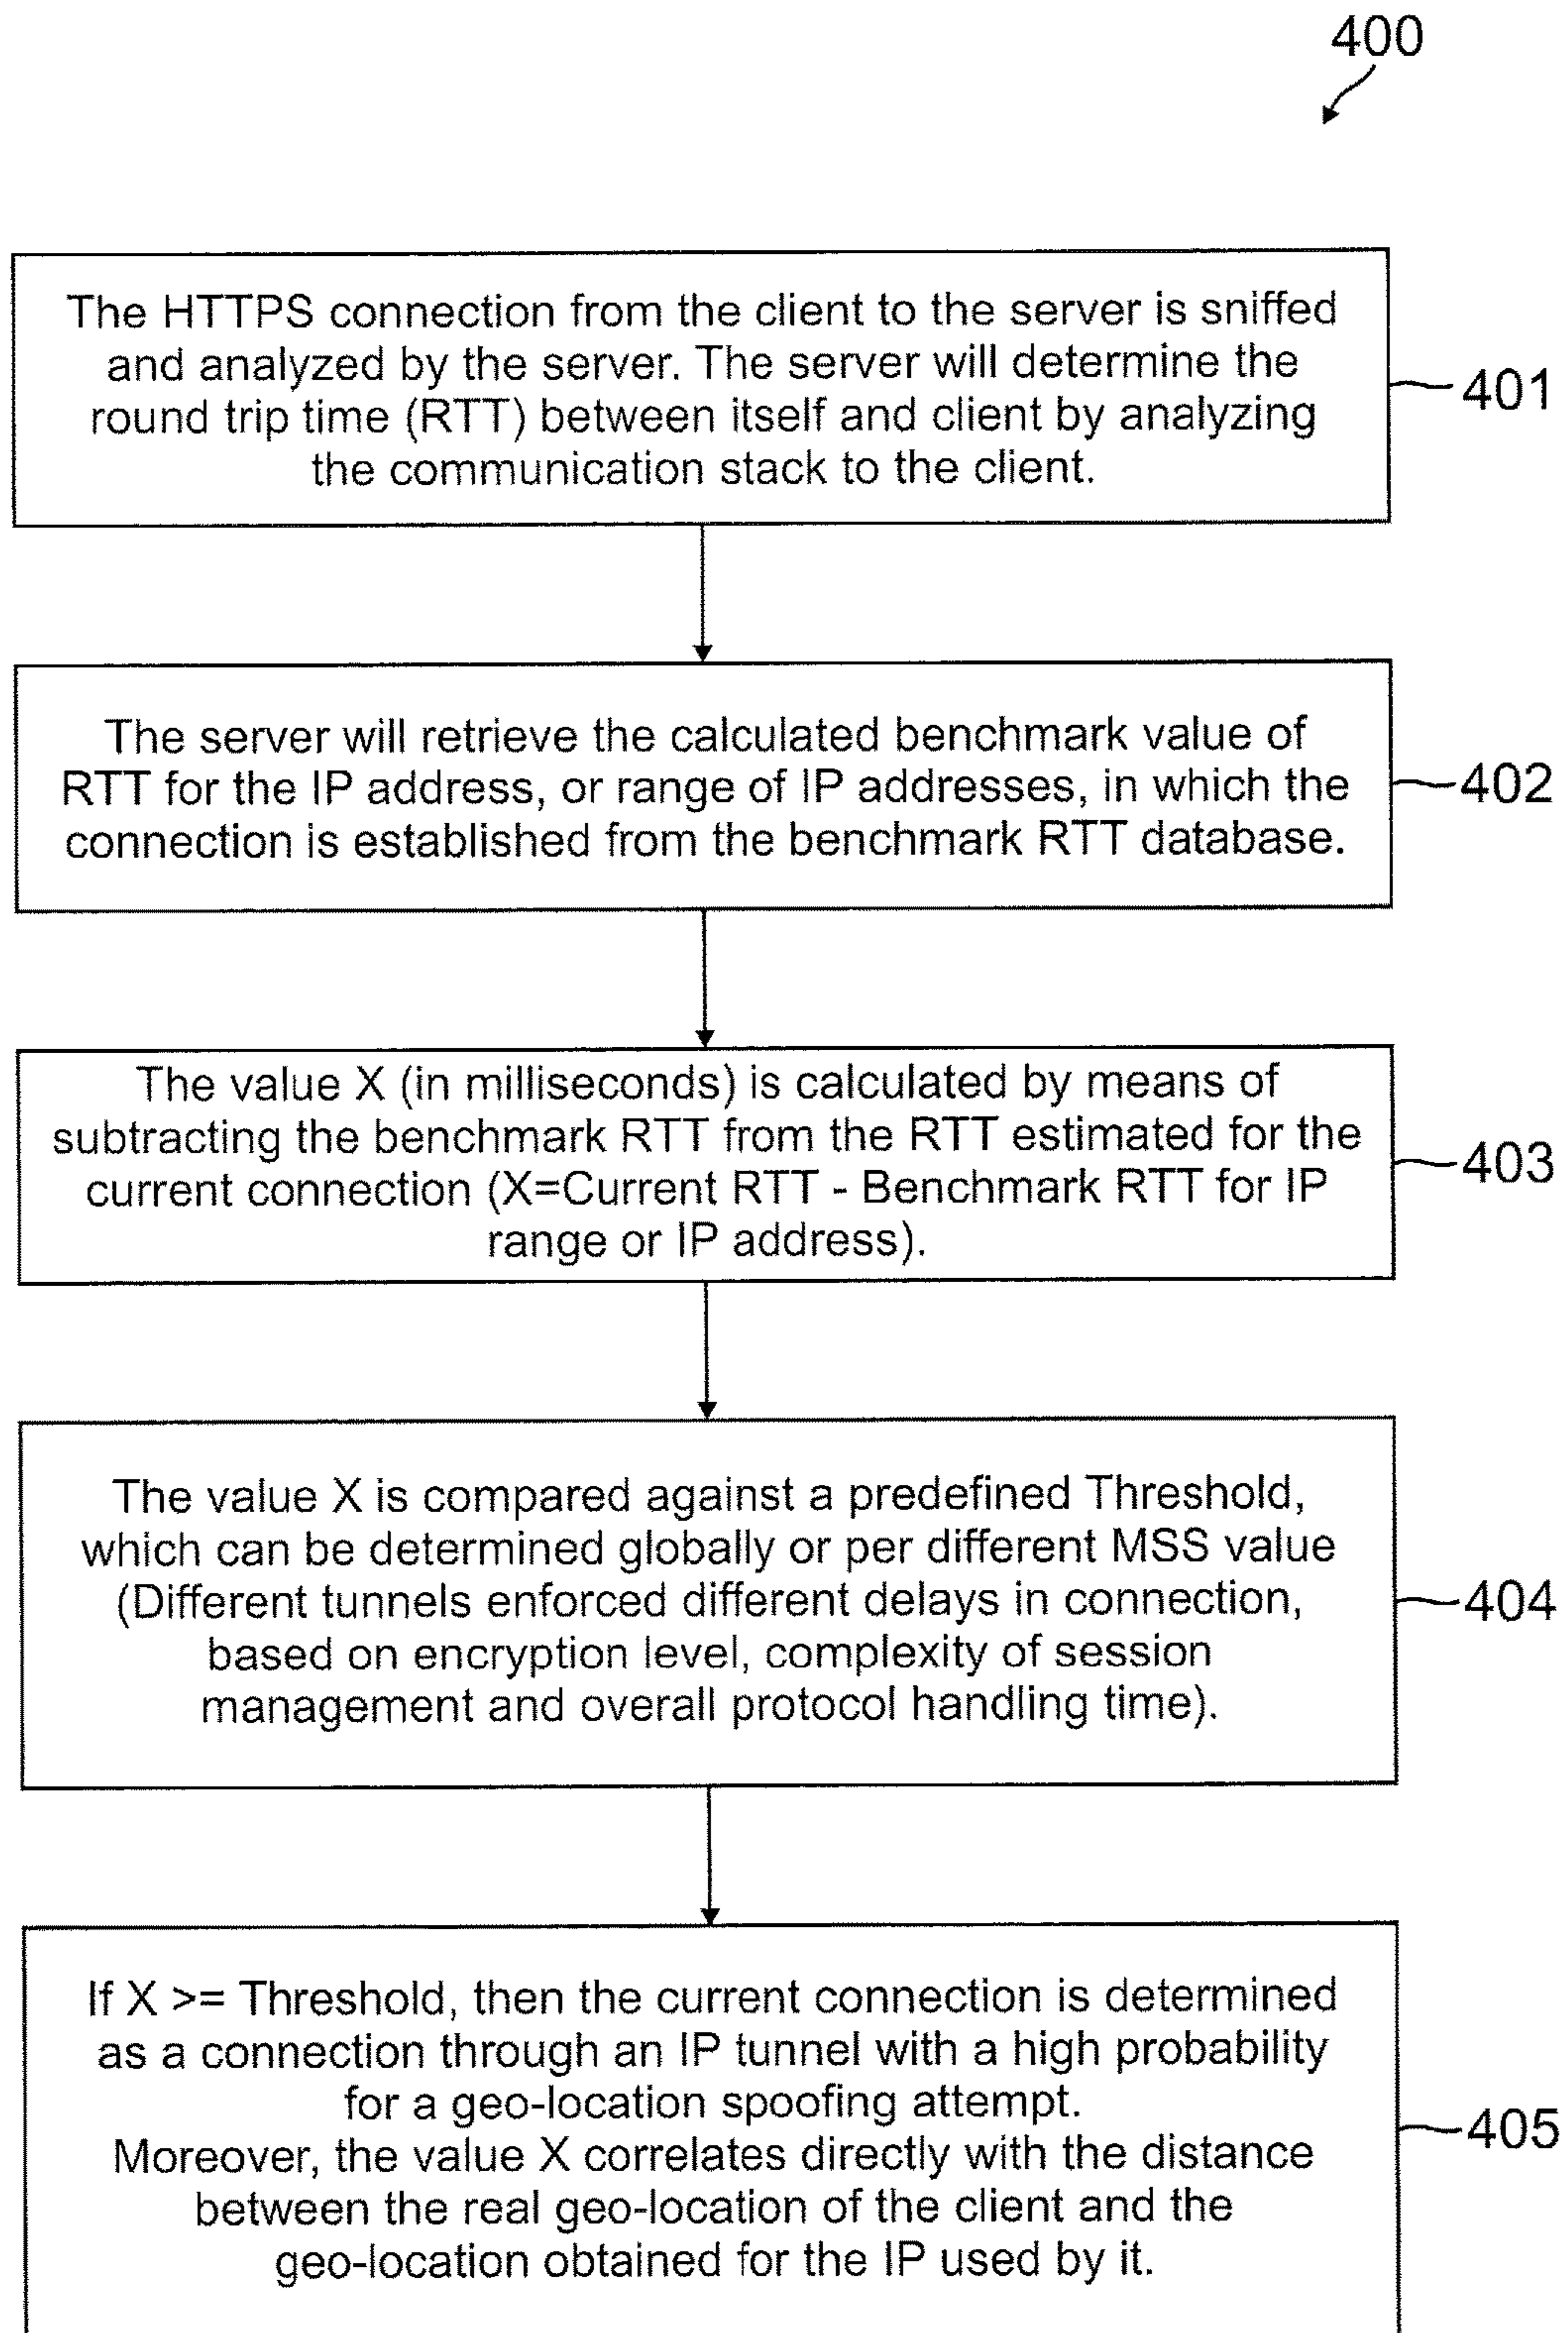 400
The HTTPS connection from the client to the server is sniffed
and analyzed by the server. The server will determine the
round trip time (RTT) between itself and client by analyzing
the communication stack to the client.
401
The server will retrieve the calculated benchmark value of
RTT for the IP address, or range of IP addresses, in which the
connection is established from the benchmark RTT database.
402
The value X (in milliseconds) is calculated by means of
subtracting the benchmark RTT from the RTT estimated for the
current connection (X=Current RTT - Benchmark RTT for IP
range or IP address).
403
The value X is compared against a predefined Threshold,
which can be determined globally or per different MSS value
(Different tunnels enforced different delays in connection,
based on encryption level, complexity of session
management and overall protocol handling time).
404
If X >= Threshold, then the current connection is determined
as a connection through an IP tunnel with a high probability
for a geo-location spoofing attempt.
Moreover, the value X correlates directly with the distance
between the real geo-location of the client and the
geo-location obtained for the IP used by it.
405